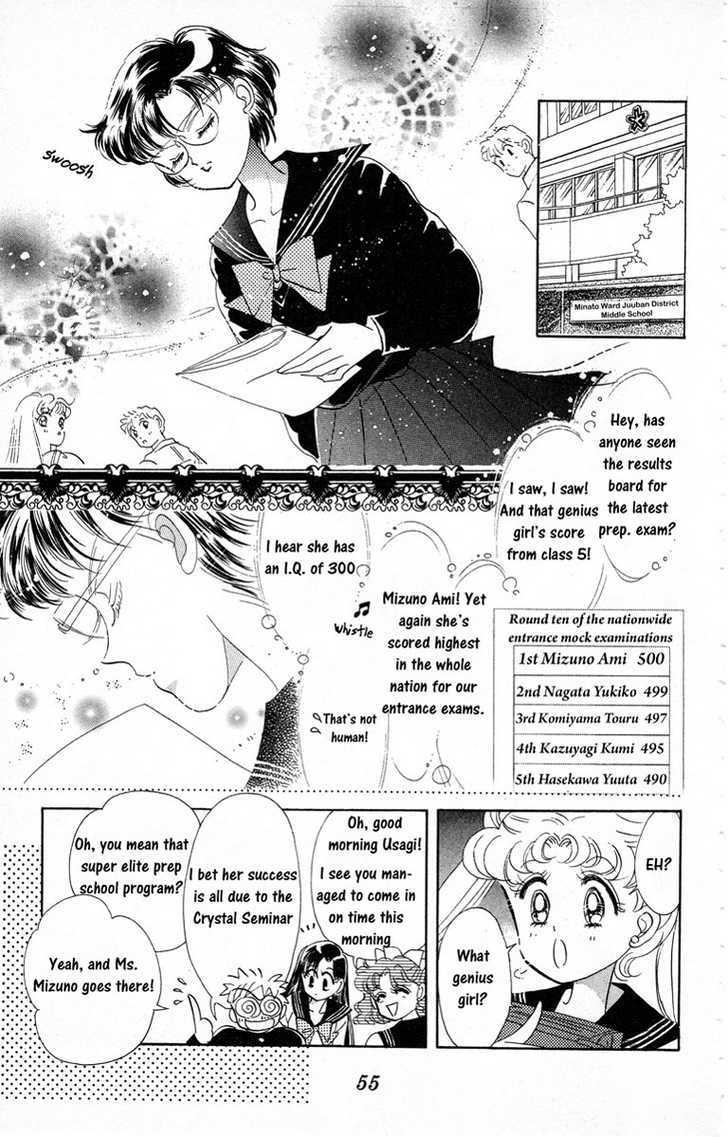 Minato Ward Juuban District
Middle School
swoosh
Hey, has
anyone seen
the results
board for
the latest
prep. exam?
I saw, I saw!
And that genius
girl's score
from class 5!
I hear she has
an I.Q. of 300
Mizuno Ami! Yet
again she's
scored highest
in the whole
nation for our
entrance exams.
Whistle
That's not
human!
Round ten of the nationwide
entrance mock examinations
1st Mizuno Ami 500
2nd Nagata Yukiko 499
3rd Komiyama Touru 497
4th Kazuyagi Kumi 495
5th Hasekawa Yuuta 490
EH?
What
genius
girl?
Oh, good
morning Usagi!
I see you man-
aged to come in
on time this
morning
I bet her success
is all due to the
Crystal Seminar
Oh, you mean that
super elite prep
school program?
Yeah, and Ms.
Mizuno goes there!
55